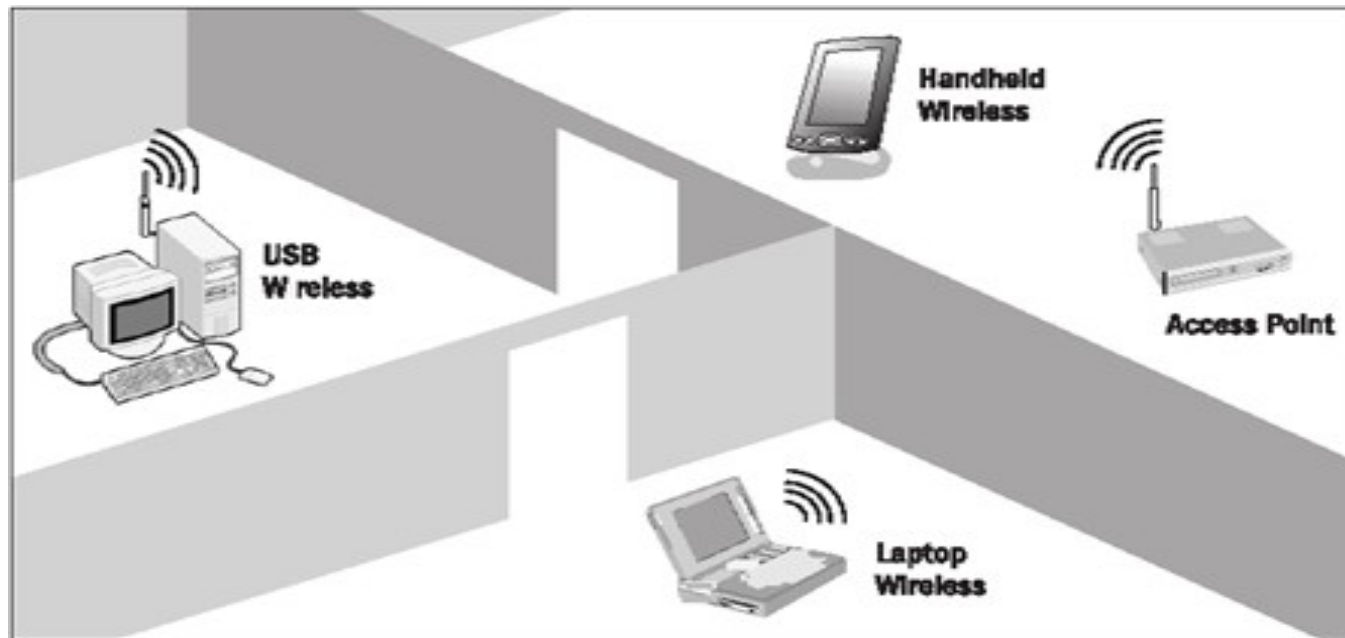 Handheld
Wireless
USB
W reless
Access Point
Laptop
Wireless